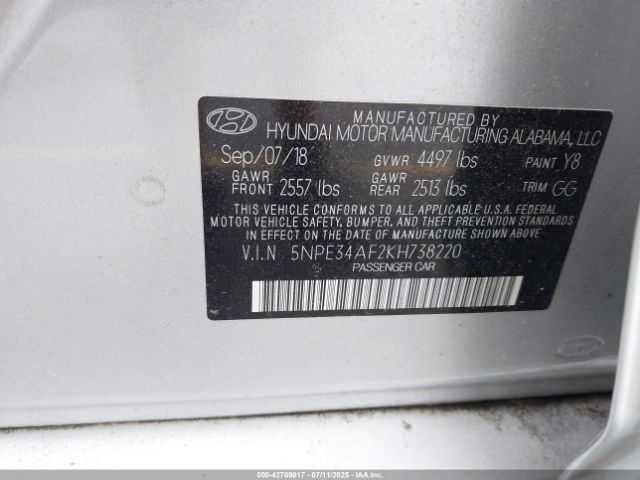 MANUFACTURED BY
HYUNDAI MOTOR MANUFACTURING ALABAMA, LLC
Sep/07/18 GVWR 4497 lbs PAINT Y8
GAWR FRONT 2557 lbs GAWR REAR 2513 lbs TRIM GG
THIS VEHICLE CONFORMS TO ALL APPLICABLE U.S.A. FEDERAL
MOTOR VEHICLE SAFETY, BUMPER, AND THEFT PREVENTION STANDARDS
IN EFFECT ON THE DATE OF MANUFACTURE SHOWN ABOVE.
V.I.N 5NPE34AF2KH738220
PASSENGER CAR
000-42709817 - 07/11/2025 - IAAI.COM